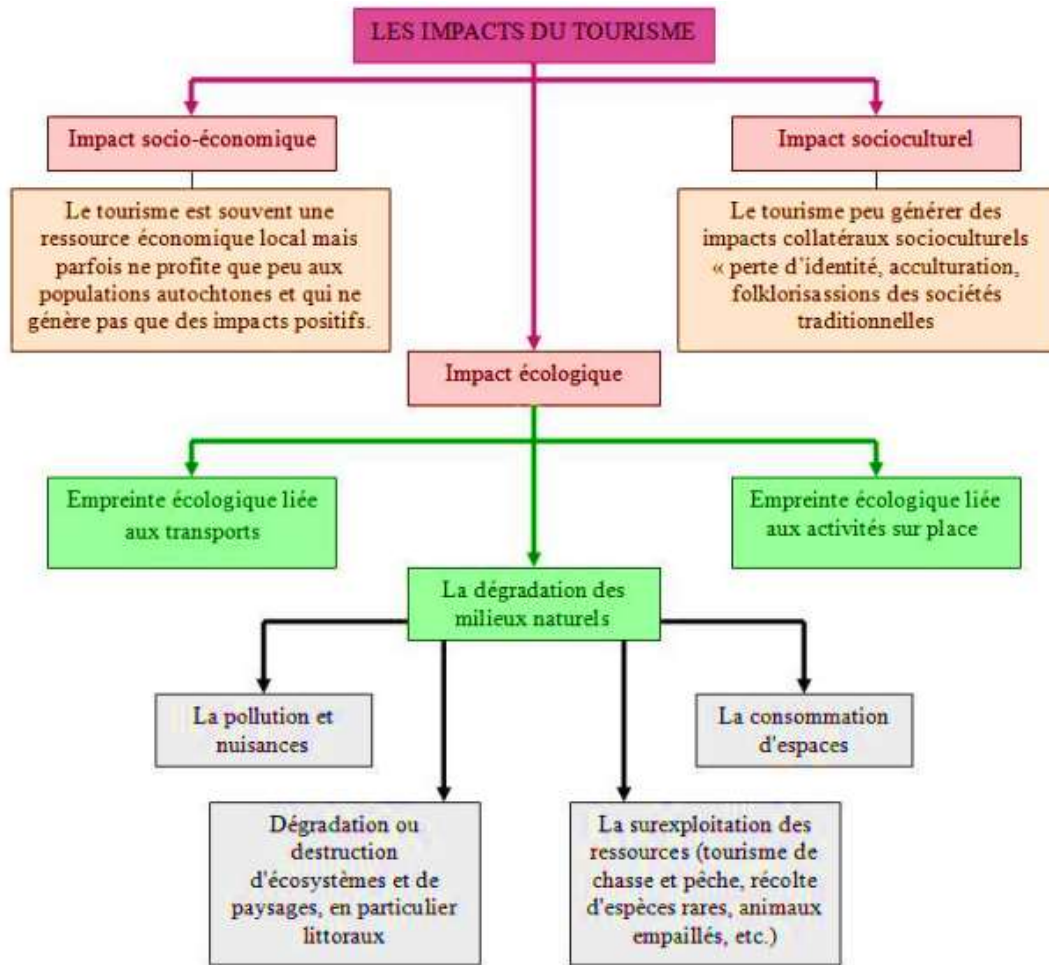 LES IMPACTS DU TOURISME
Impact socio-économique
Le tourisme est souvent une
ressource économique local mais
parfois ne profite que peu aux
populations autochtones et qui ne
génère pas que des impacts positifs.
Impact socioculturel
Le tourisme peu générer des
impacts collatéraux socioculturels
« perte d'identité, acculturation,
folklorisassions des sociétés
traditionnelles
Impact écologique
Empreinte écologique liée
aux transports
Empreinte écologique liée
aux activités sur place
La dégradation des
milieux naturels
La pollution et
nuisances
La consommation
d'espaces
Dégradation ou
destruction
d'écosystèmes et de
paysages, en particulier
littoraux
La surexploitation des
ressources (tourisme de
chasse et pêche, récolte
d'espèces rares, animaux
empaillés, etc.)